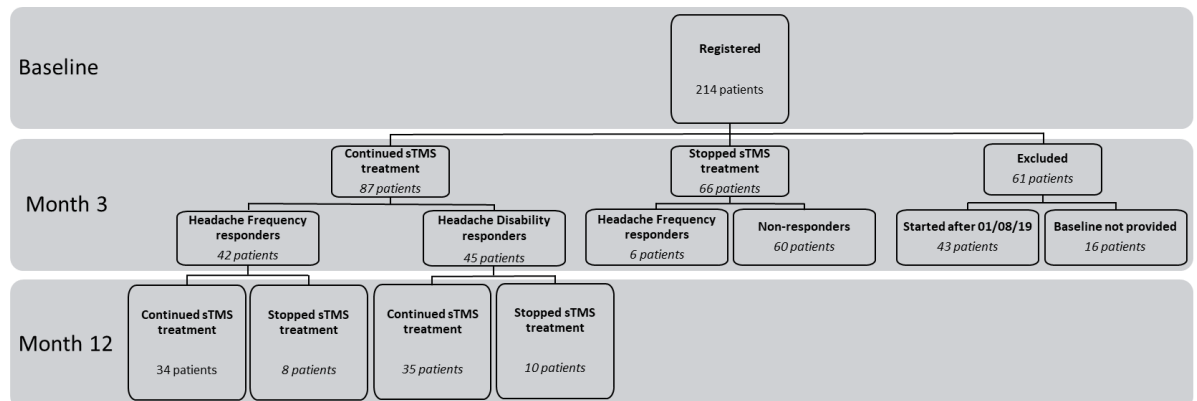 Baseline
Registered
214 patients
Month 3
Continued sTMS
treatment
87 patients
Stopped sTMS
treatment
66 patients
Excluded
61 patients
Headache Frequency
responders
42 patients
Headache Disability
responders
45 patients
Headache Frequency
responders
6 patients
Non-responders
60 patients
Started after 01/08/19
43 patients
Baseline not provided
16 patients
Month 12
Continued sTMS
treatment
34 patients
Stopped sTMS
treatment
8 patients
Continued sTMS
treatment
35 patients
Stopped sTMS
treatment
10 patients